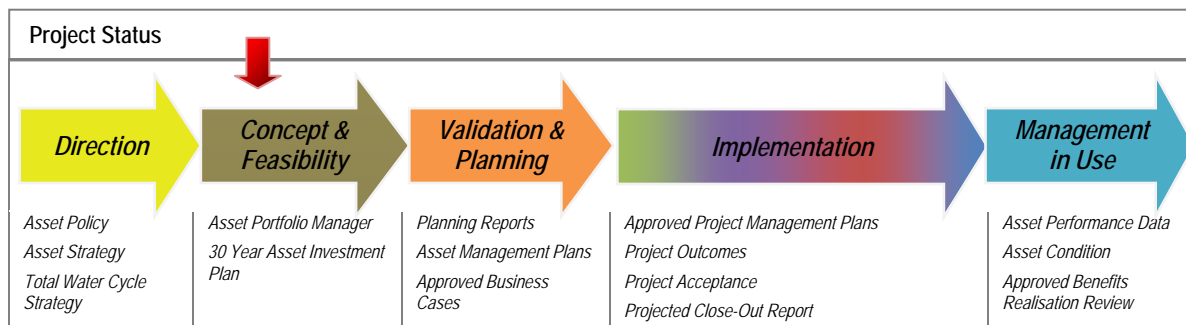 Project Status
Direction
Concept &
Feasibility
Validation &
Planning
Implementation
Management
in Use
Asset Policy
Asset Strategy
Total Water Cycle
Strategy
Asset Portfolio Manager
30 Year Asset Investment
Plan
Planning Reports
Asset Management Plans
Approved Business
Cases
Approved Project Management Plans
Project Outcomes
Project Acceptance
Projected Close-Out Report
Asset Performance Data
Asset Condition
Approved Benefits
Realisation Review